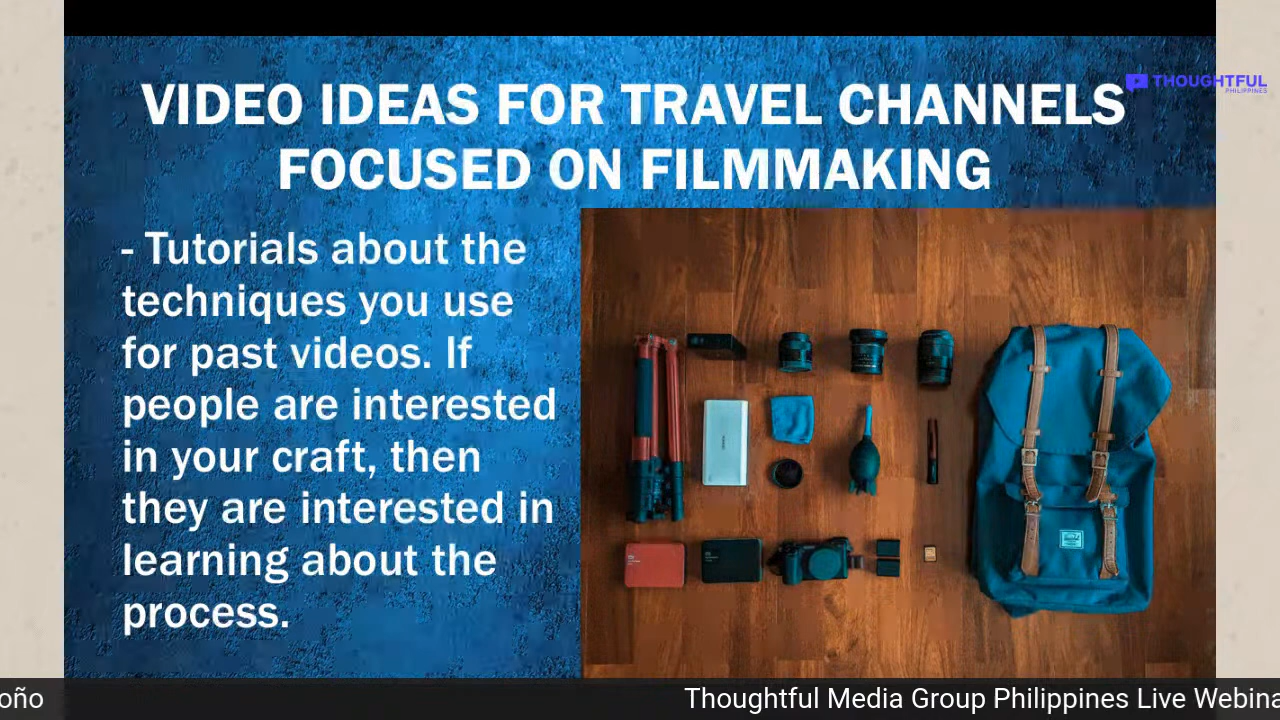 VIDEO IDEAS FOR TRAVEL CHANNELS
FOCUSED ON FILMMAKING
THOUGHTFUL
PHILIPPINES
- Tutorials about the
techniques you use
for past videos. If
people are interested
in your craft, then
they are interested in
learning about the
process.
oño
Thoughtful Media Group Philippines Live Webina